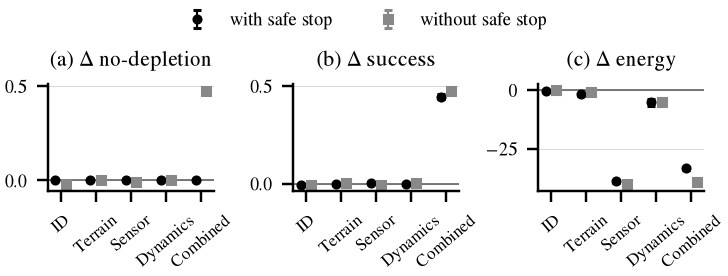 with safe stop without safe stop
(a) Δ no-depletion (b) Δ success (c) Δ energy
0.5 0.5 0
−25
0.0 0.0
ID Terrain Sensor Dynamics Combined ID Terrain Sensor Dynamics Combined ID Terrain Sensor Dynamics Combined